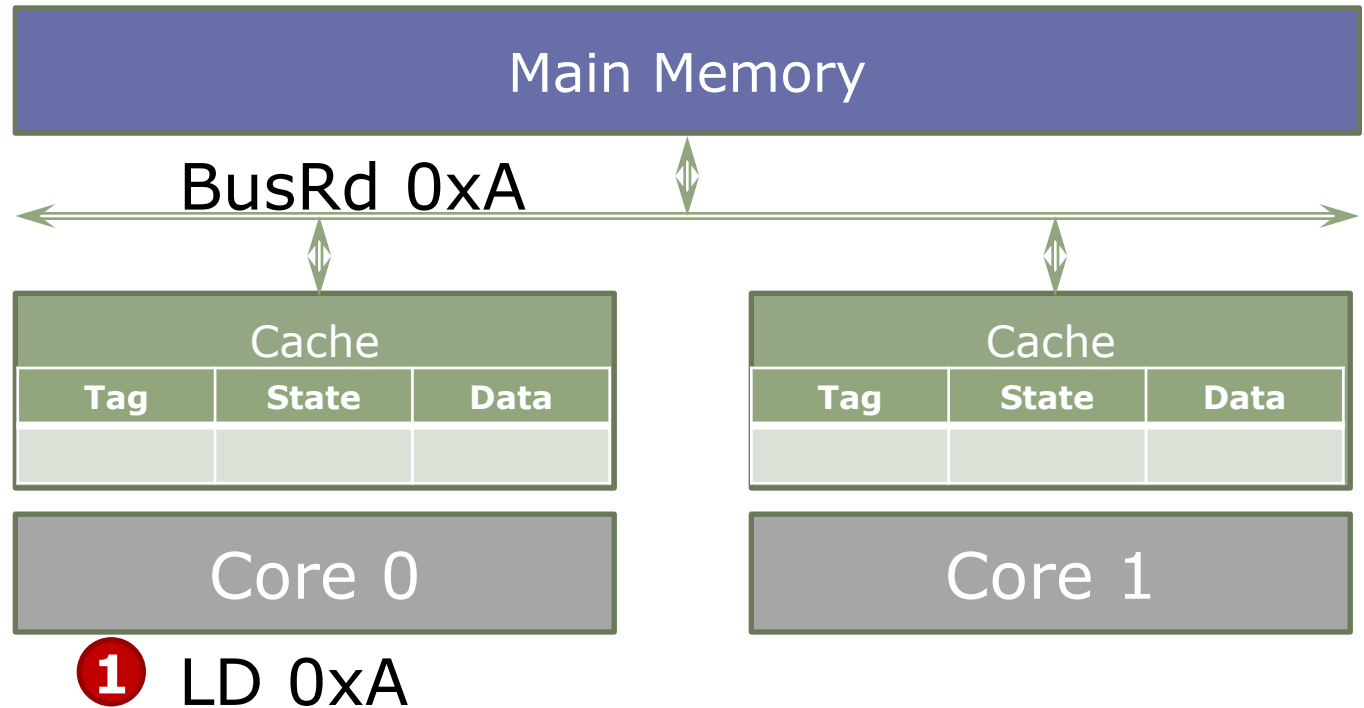 Main Memory
BusRd 0xA
Cache
Cache
Tag State Data
Tag State Data
Core 0
Core 1
1 LD 0xA